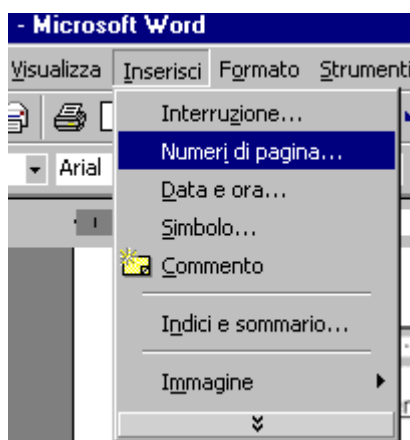 - Microsoft Word
Visualizza Inserisci Formato Strumenti
Interruzione...
Numeri di pagina...
Arial
Data e ora...
Simbolo...
Commento
Indici e sommario...
Immagine